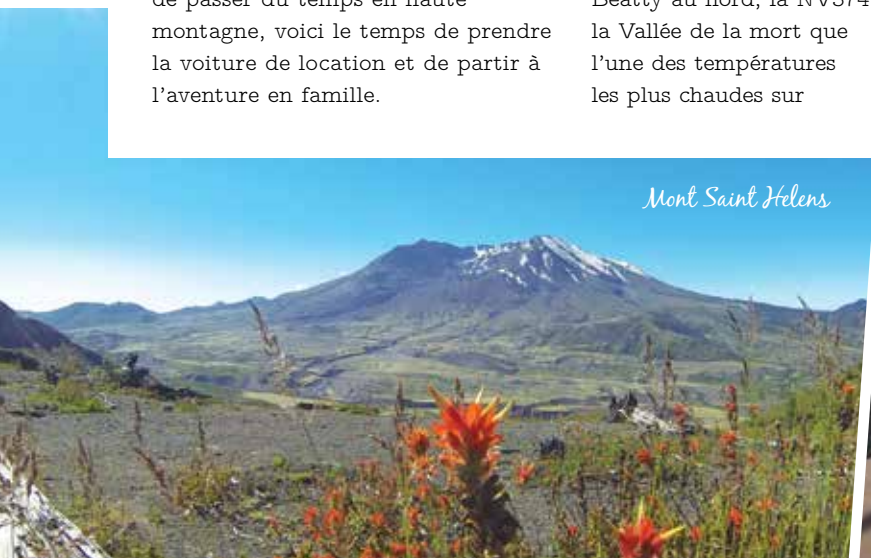 de passer du temps en haute
montagne, voici le temps de prendre
la voiture de location et de partir à
l'aventure en famille.
Beatty au nord, la NV374
la Vallée de la mort que
l'une des températures
les plus chaudes sur
Mont Saint Helens